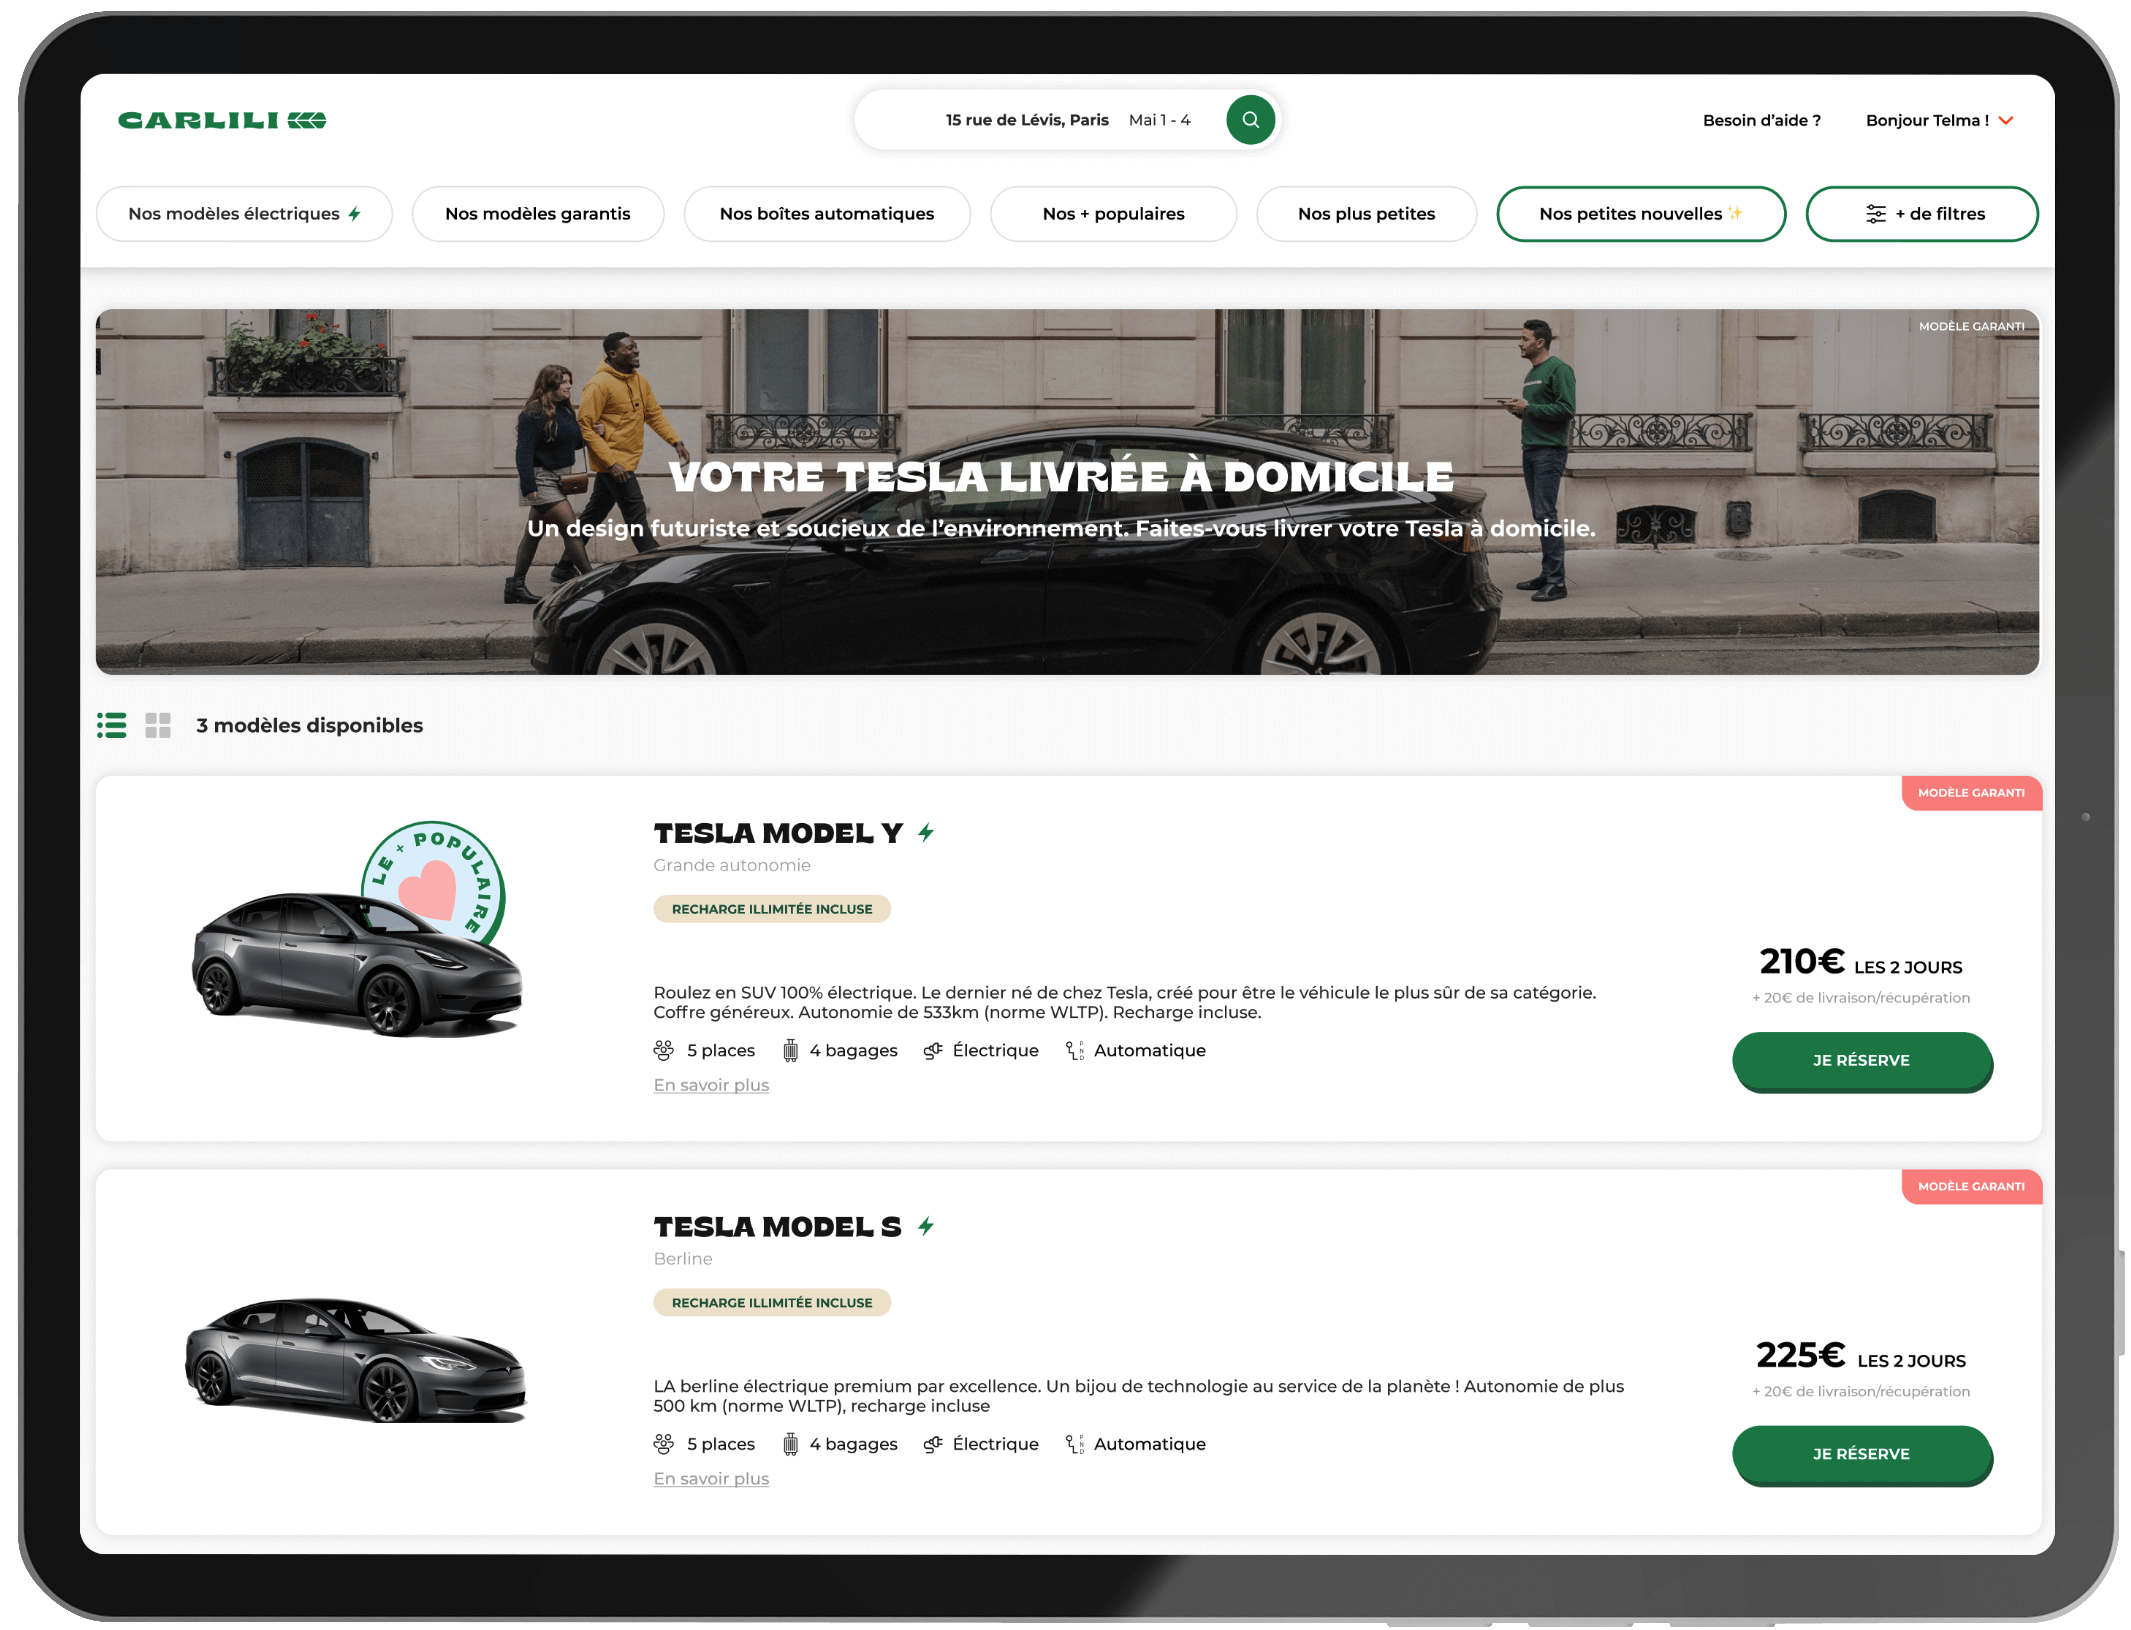 CARLILI
15 rue de Lévis, Paris Mai 1 - 4
Besoin d'aide ?
Bonjour Telma !
Nos modèles électriques
Nos modèles garantis
Nos boîtes automatiques
Nos + populaires
Nos plus petites
Nos petites nouvelles ✨
+ de filtres
MODÈLE GARANTI
VOTRE TESLA LIVRÉE À DOMICILE
Un design futuriste et soucieux de l'environnement. Faites-vous livrer votre Tesla à domicile.
3 modèles disponibles
MODÈLE GARANTI
LE + POPULAIRE
TESLA MODEL Y
Grande autonomie
RECHARGE ILLIMITÉE INCLUSE
Roulez en SUV 100% électrique. Le dernier né de chez Tesla, créé pour être le véhicule le plus sûr de sa catégorie.
Coffre généreux. Autonomie de 533km (norme WLTP). Recharge incluse.
5 places 4 bagages Électrique Automatique
En savoir plus
210€ LES 2 JOURS
+ 20€ de livraison/récupération
JE RÉSERVE
MODÈLE GARANTI
TESLA MODEL S
Berline
RECHARGE ILLIMITÉE INCLUSE
LA berline électrique premium par excellence. Un bijou de technologie au service de la planète ! Autonomie de plus
500 km (norme WLTP), recharge incluse
5 places 4 bagages Électrique Automatique
En savoir plus
225€ LES 2 JOURS
+ 20€ de livraison/récupération
JE RÉSERVE